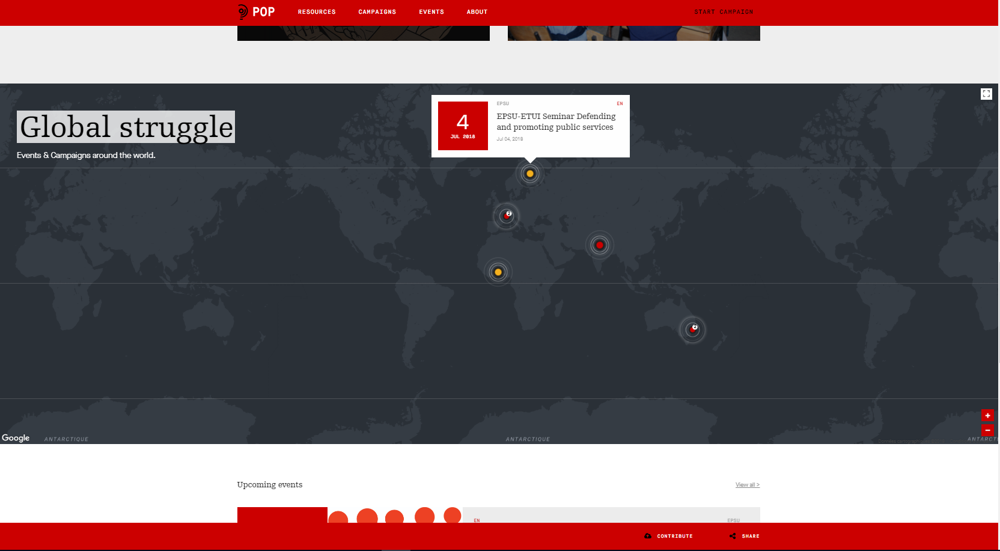 POP
RESOURCES
CAMPAIGNS
EVENTS
ABOUT
START CAMPAIGN
Global struggle
Events & Campaigns around the world.
4
JUL 2018
EPSU
EN
EPSU-ETUI Seminar Defending
and promoting public services
Jul 04, 2018
2
2
Google
ANTARCTIQUE
ANTARCTIQUE
ANTARCTI
Upcoming events
View all >
EN
EPSU
CONTRIBUTE
SHARE